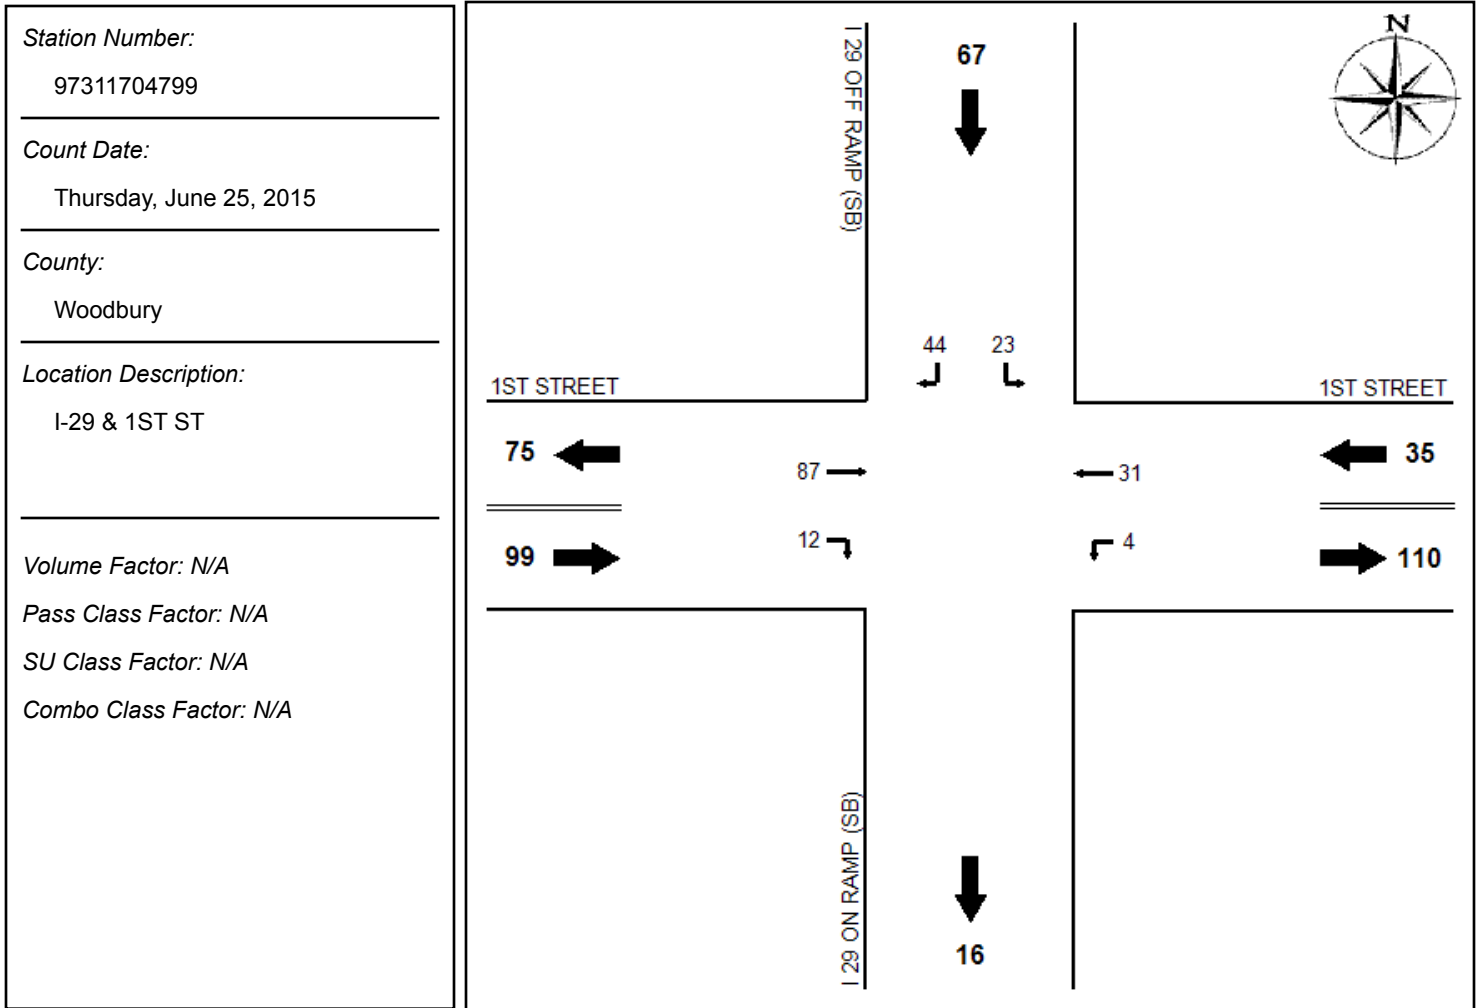 Station Number:
97311704799
Count Date:
Thursday, June 25, 2015
County:
Woodbury
Location Description:
I-29 & 1ST ST
Volume Factor: N/A
Pass Class Factor: N/A
SU Class Factor: N/A
Combo Class Factor: N/A
N
I 29 OFF RAMP (SB)
67
44 23
1ST STREET
1ST STREET
75
87
31
35
99
12
4
110
I 29 ON RAMP (SB)
16